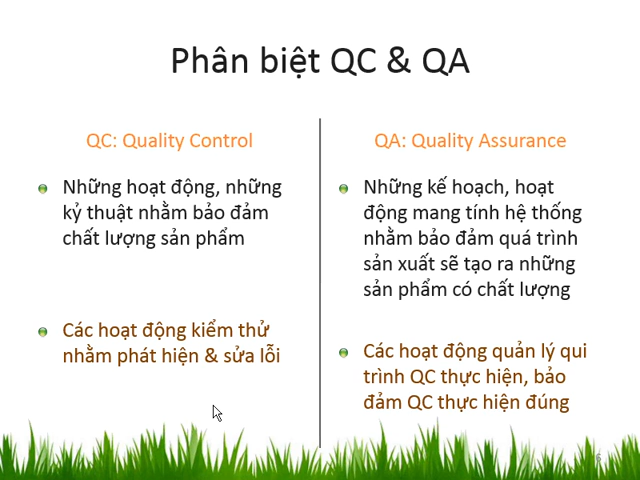 Phân biệt QC & QA
QC: Quality Control
Những hoạt động, những
kỷ thuật nhằm bảo đảm
chất lượng sản phẩm
Các hoạt động kiểm thử
nhằm phát hiện & sửa lỗi
QA: Quality Assurance
Những kế hoạch, hoạt
động mang tính hệ thống
nhằm bảo đảm quá trình
sản xuất sẽ tạo ra những
sản phẩm có chất lượng
Các hoạt động quản lý qui
trình QC thực hiện, bảo
đảm QC thực hiện đúng
6